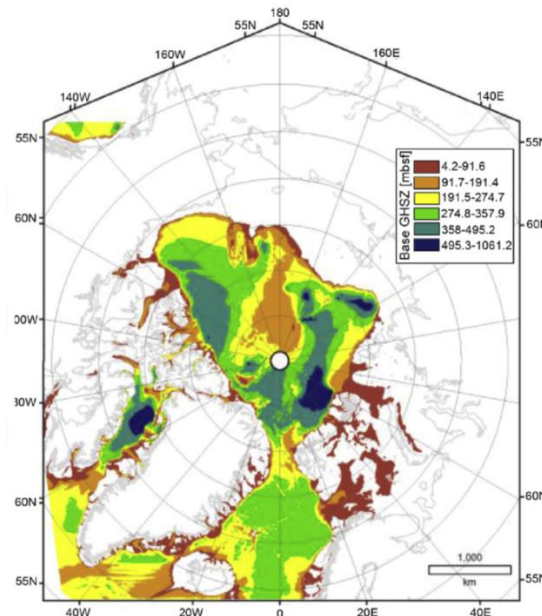 180
55N
55N
160W
160E
140W
140E
55N
55N
Base GHSZ [mbsf]
4.2-91.6
91.7-191.4
191.5-274.7
274.8-357.9
358-495.2
495.3-1061.2
60N
60N
30W
60N
60N
1,000
km
55N
55N
40W
20W
0
20E